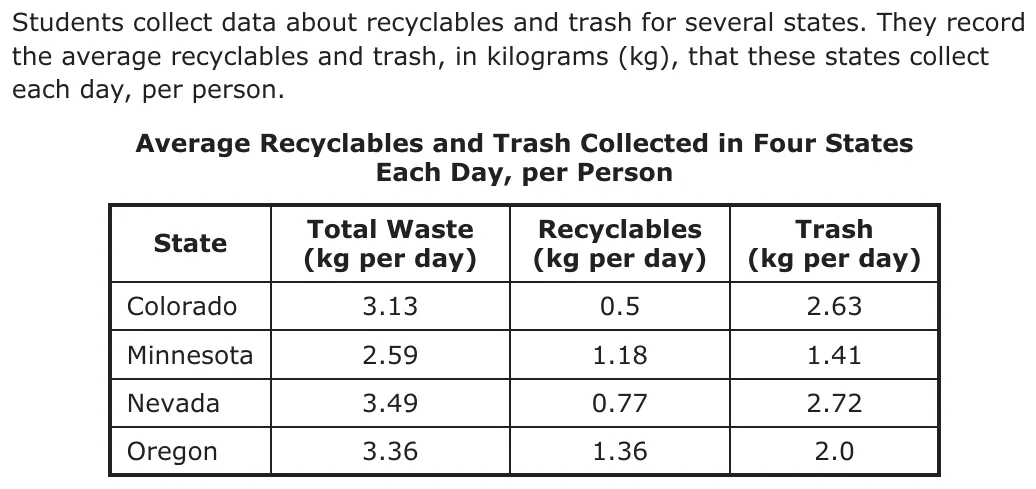 Students collect data about recyclables and trash for several states. They record
the average recyclables and trash, in kilograms (kg), that these states collect
each day, per person.
Average Recyclables and Trash Collected in Four States
Each Day, per Person
State Total Waste (kg per day) Recyclables (kg per day) Trash (kg per day)
Colorado 3.13 0.5 2.63
Minnesota 2.59 1.18 1.41
Nevada 3.49 0.77 2.72
Oregon 3.36 1.36 2.0